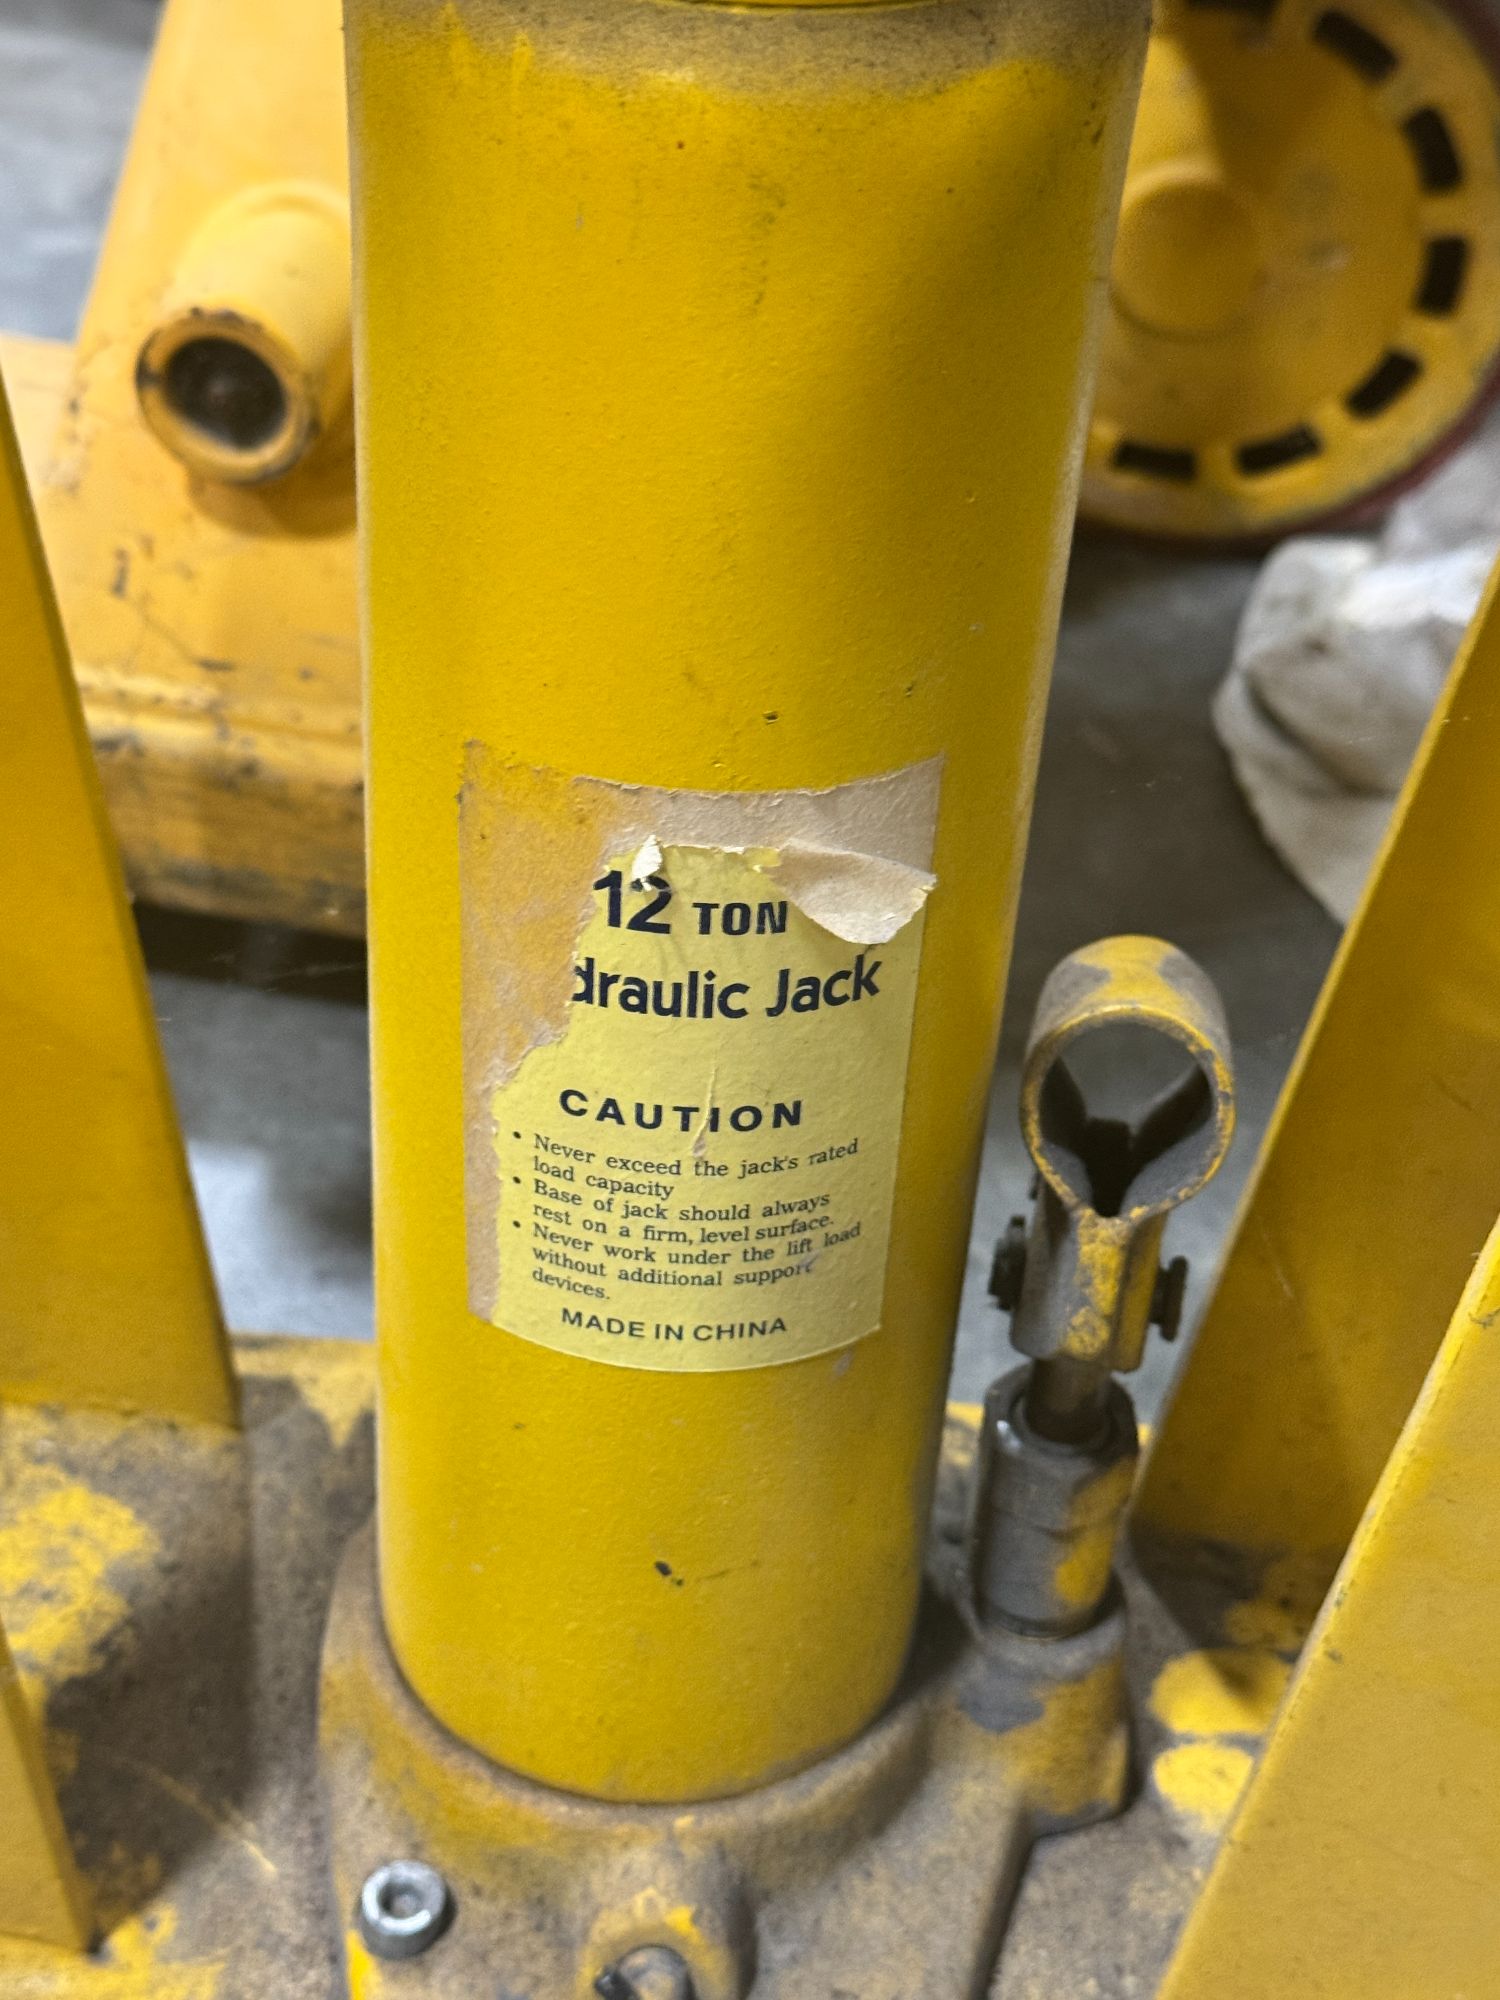 12 TON
draulic Jack
CAUTION
• Never exceed the jack's rated
load capacity
• Base of jack should always
rest on a firm, level surface.
• Never work under the lift load
without additional support
devices.
MADE IN CHINA